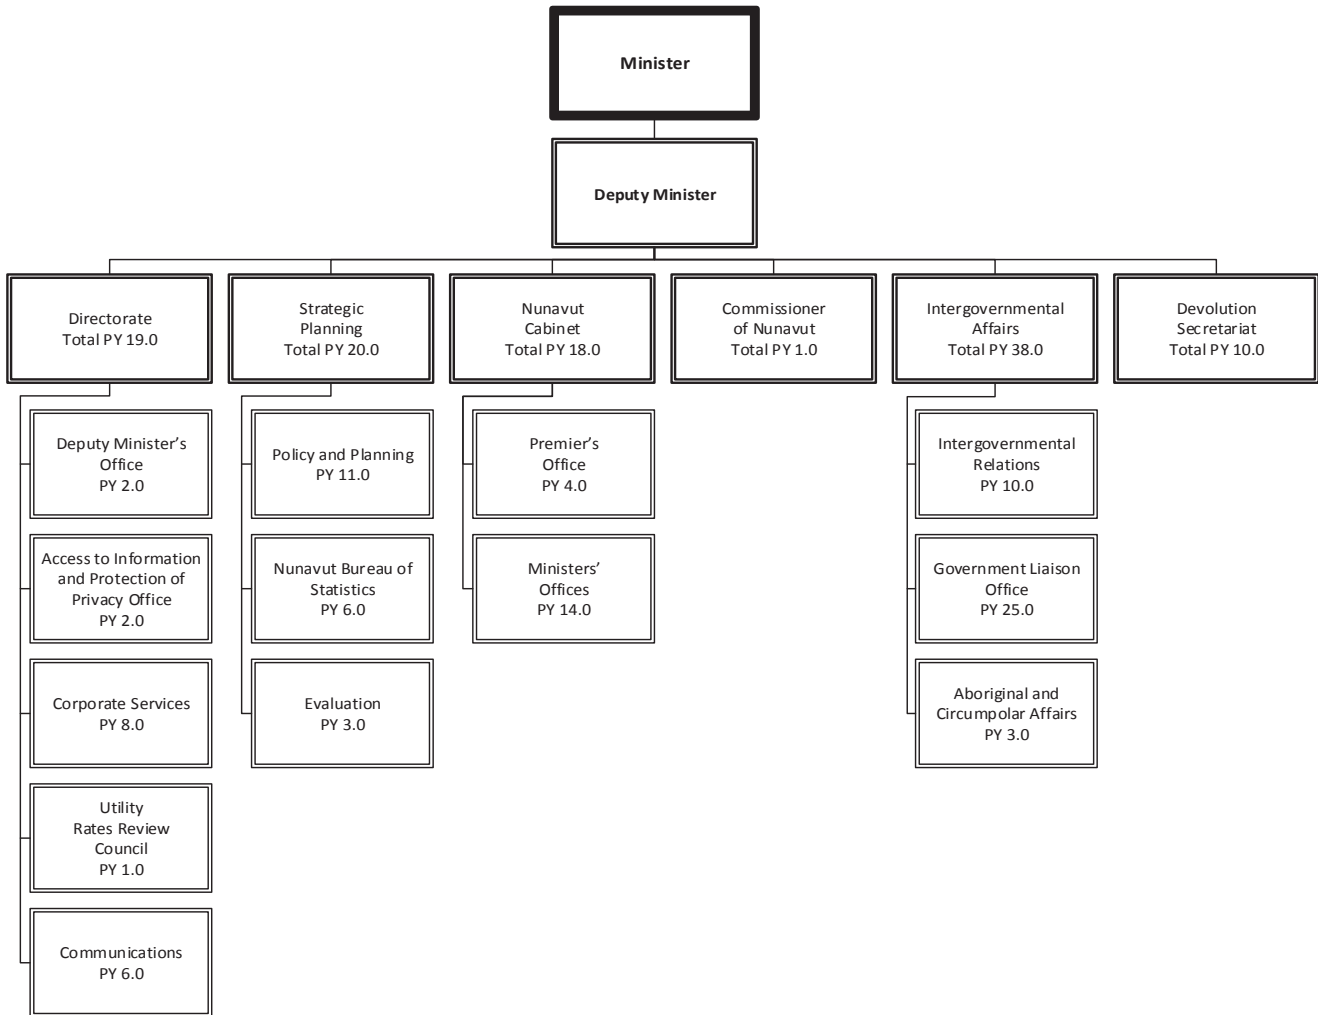 Minister
Deputy Minister
Directorate
Total PY 19.0
Strategic
Planning
Total PY 20.0
Nunavut
Cabinet
Total PY 18.0
Commissioner
of Nunavut
Total PY 1.0
Intergovernmental
Affairs
Total PY 38.0
Devolution
Secretariat
Total PY 10.0
Deputy Minister’s
Office
PY 2.0
Access to Information
and Protection of
Privacy Office
PY 2.0
Corporate Services
PY 8.0
Utility
Rates Review
Council
PY 1.0
Communications
PY 6.0
Policy and Planning
PY 11.0
Nunavut Bureau of
Statistics
PY 6.0
Evaluation
PY 3.0
Premier’s
Office
PY 4.0
Ministers’
Offices
PY 14.0
Intergovernmental
Relations
PY 10.0
Government Liaison
Office
PY 25.0
Aboriginal and
Circumpolar Affairs
PY 3.0